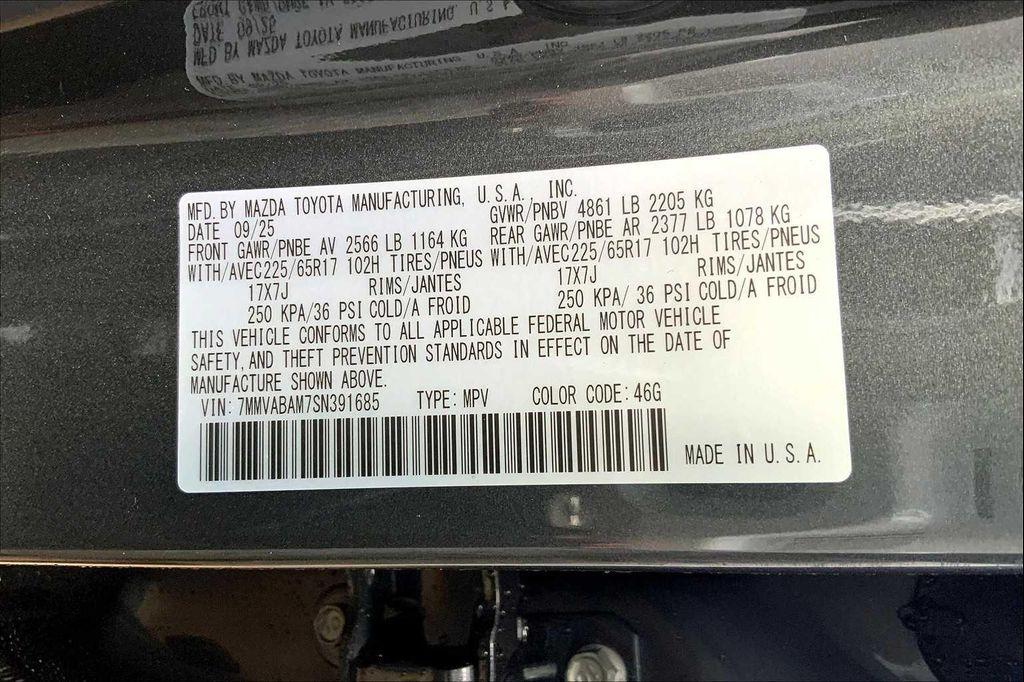 MFD. BY MAZDA TOYOTA MANUFACTURING, U.S.A., INC.
DATE 09/25 GVWR/PNBV 4861 LB 2205 KG
FRONT GAWR/PNBE AV 2566 LB 1164 KG REAR GAWR/PNBE AR 2377 LB 1078 KG
WITH/AVEC225/65R17 102H TIRES/PNEUS WITH/AVEC225/65R17 102H TIRES/PNEUS
17X7J RIMS/JANTES 17X7J RIMS/JANTES
250 KPA/36 PSI COLD/A FROID 250 KPA/ 36 PSI COLD/A FROID
THIS VEHICLE CONFORMS TO ALL APPLICABLE FEDERAL MOTOR VEHICLE
SAFETY, AND THEFT PREVENTION STANDARDS IN EFFECT ON THE DATE OF
MANUFACTURE SHOWN ABOVE.
VIN: 7MMVABAM7SN391685 TYPE: MPV COLOR CODE: 46G
MADE IN U.S.A.